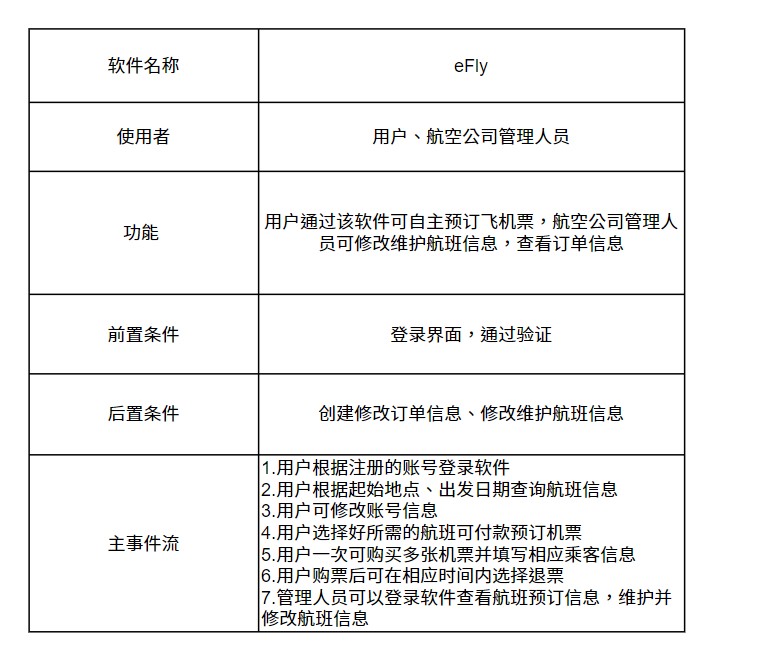 软件名称
eFly
使用者
用户、航空公司管理人员
功能
用户通过该软件可自主预订飞机票，航空公司管理人
员可修改维护航班信息，查看订单信息
前置条件
登录界面，通过验证
后置条件
创建修改订单信息、修改维护航班信息
主事件流
1.用户根据注册的账号登录软件
2.用户根据起始地点、出发日期查询航班信息
3.用户可修改账号信息
4.用户选择好所需的航班可付款预订机票
5.用户一次可购买多张机票并填写相应乘客信息
6.用户购票后可在相应时间内选择退票
7.管理人员可以登录软件查看航班预订信息，维护并
修改航班信息